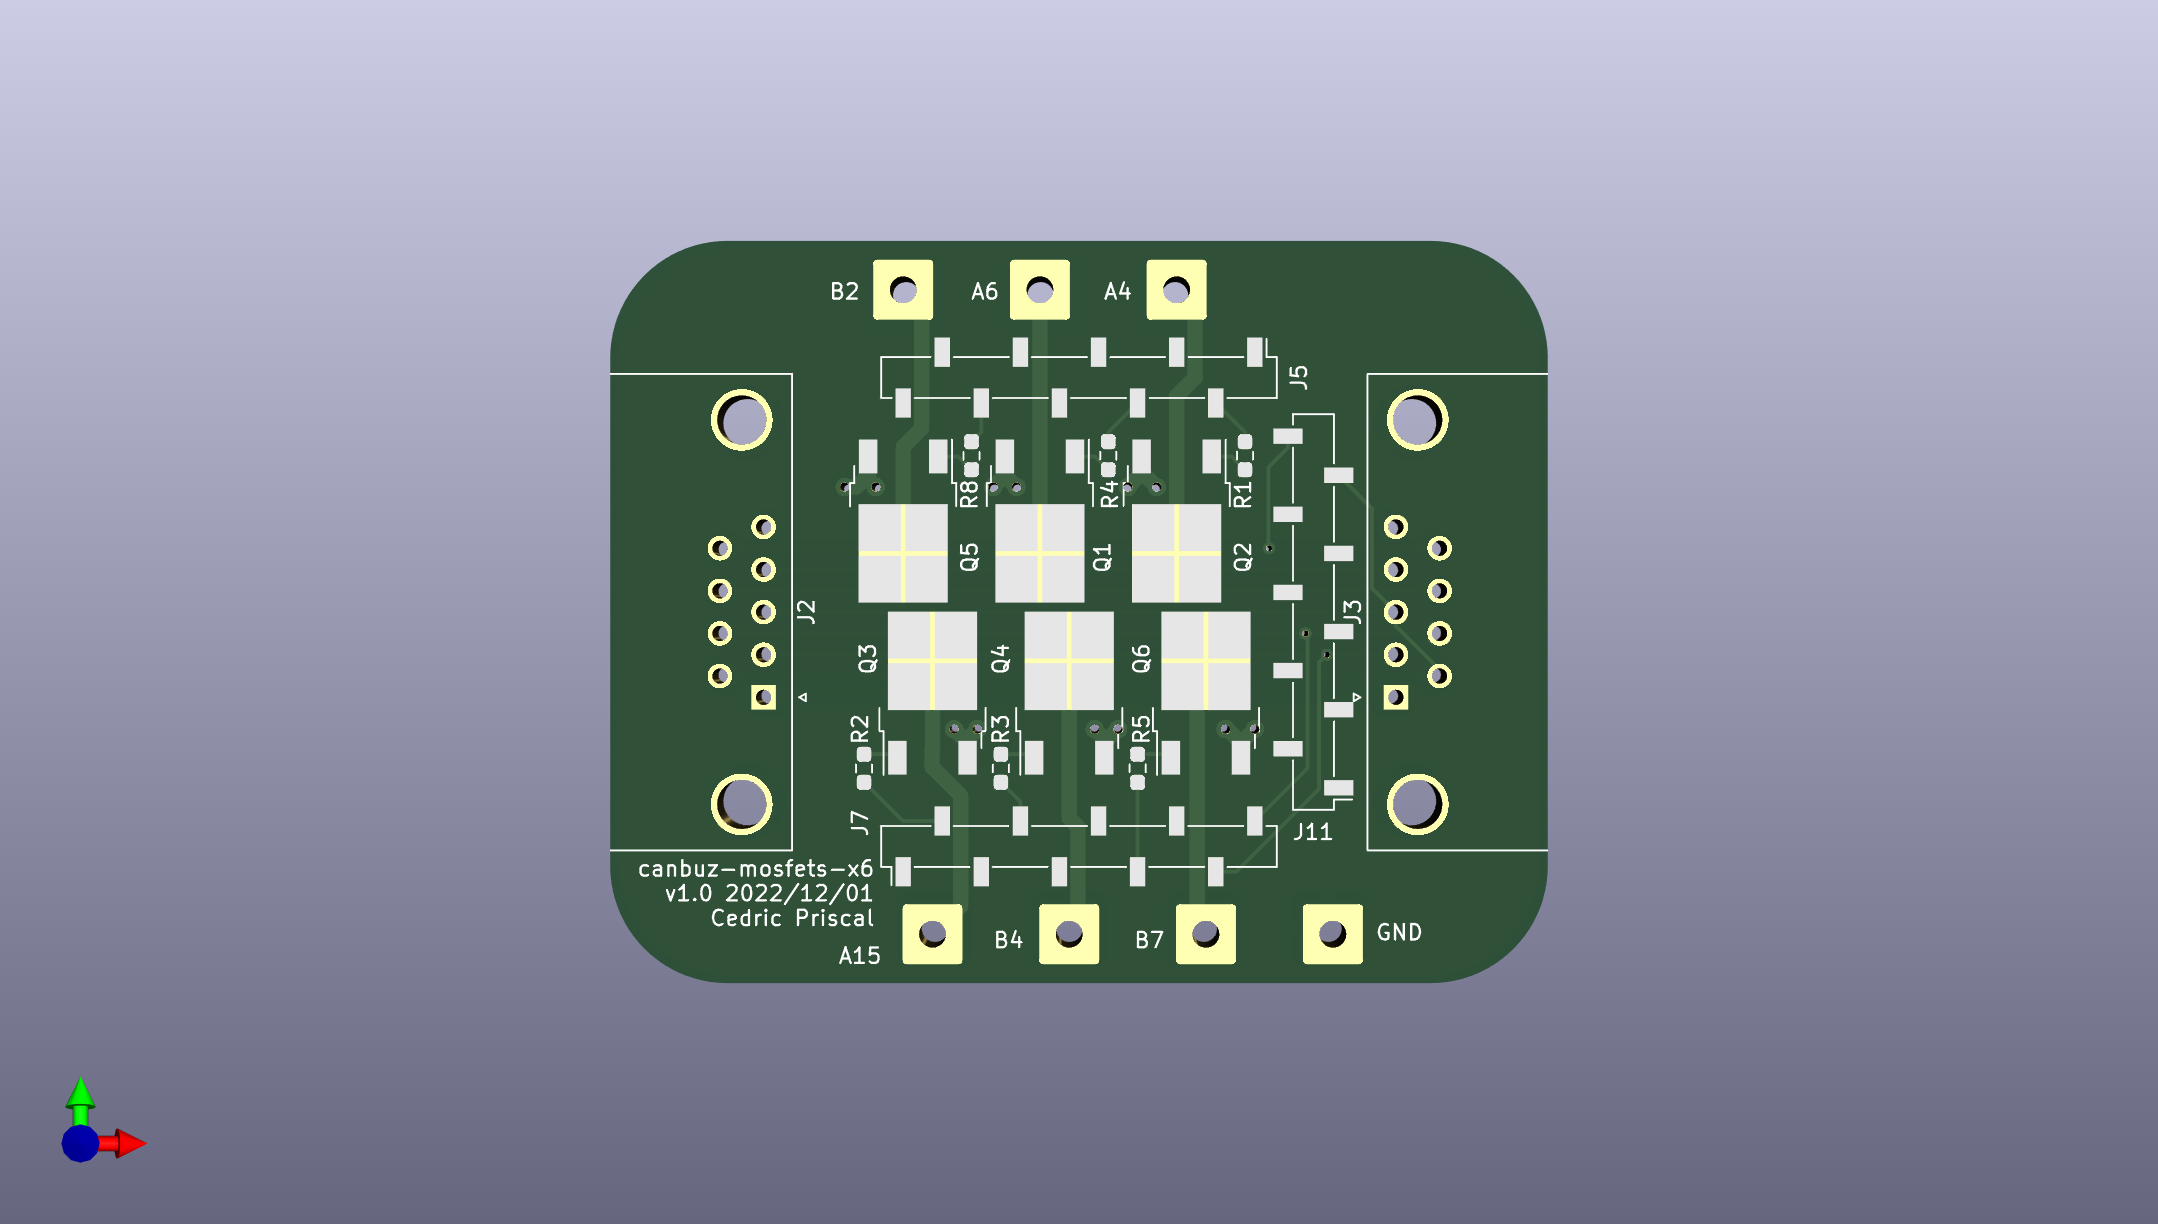 B2
A6
A4
J5
R8
R4
R1
Q5
Q1
Q2
J2
J3
Q3
Q4
Q6
R2
R3
R5
J7
J11
canbuz-mosfets-x6
v1.0 2022/12/01
Cedric Priscal
A15
B4
B7
GND